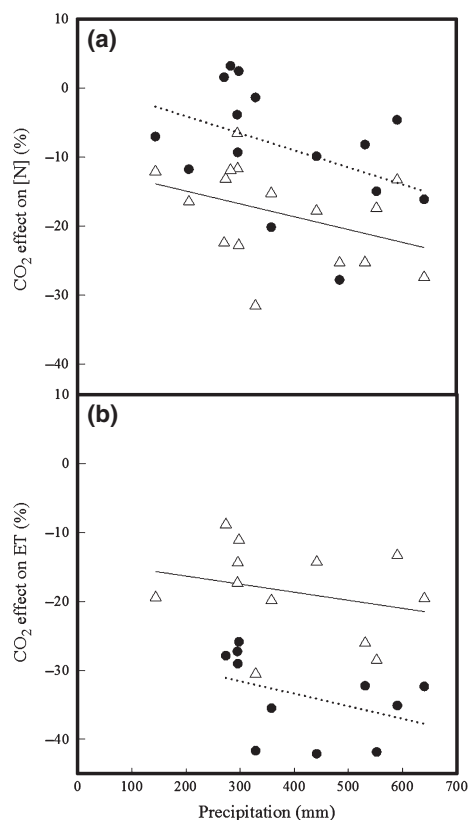 10
(a)
0
−10
−20
−30
−40
CO₂ effect on [N] (%)
10
(b)
0
−10
−20
−30
−40
CO₂ effect on ET (%)
0 100 200 300 400 500 600 700
Precipitation (mm)